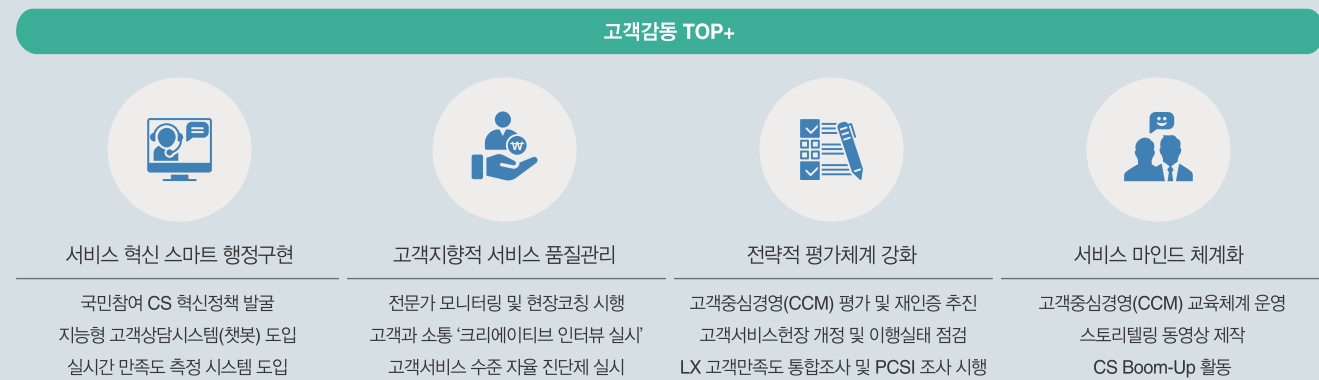 고객감동 TOP+
서비스 혁신 스마트 행정구현
국민참여 CS 혁신정책 발굴
지능형 고객상담시스템(챗봇) 도입
실시간 만족도 측정 시스템 도입
₩
고객지향적 서비스 품질관리
전문가 모니터링 및 현장코칭 시행
고객과 소통 ‘크리에이티브 인터뷰 실시’
고객서비스 수준 자율 진단제 실시
전략적 평가체계 강화
고객중심경영(CCM) 평가 및 재인증 추진
고객서비스헌장 개정 및 이행실태 점검
LX 고객만족도 통합조사 및 PCSI 조사 시행
서비스 마인드 체계화
고객중심경영(CCM) 교육체계 운영
스토리텔링 동영상 제작
CS Boom-Up 활동